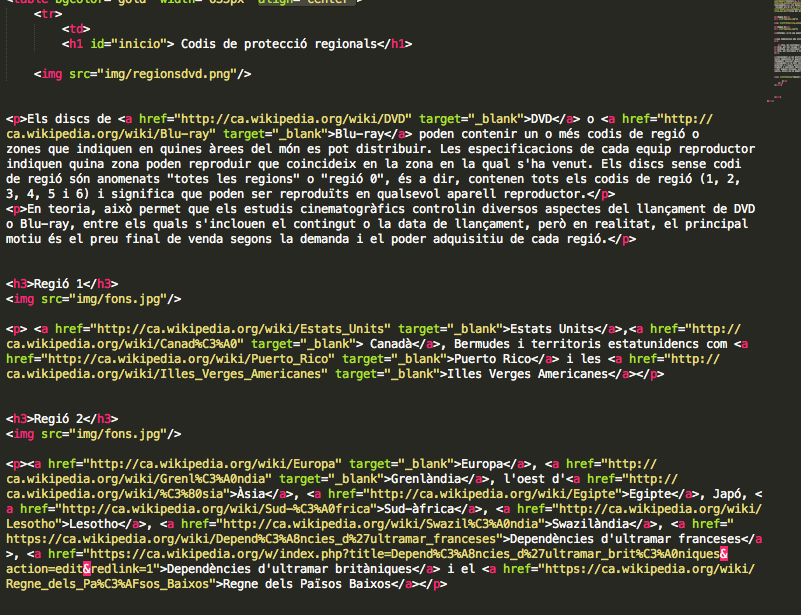 <table bgcolor="gold" width="635px" align="center">
<tr>
<td>
<h1 id="inicio"> Codis de protecció regionals</h1>
<img src="img/regionsdvd.png"/>
<p>Els discs de <a href="http://ca.wikipedia.org/wiki/DVD" target="_blank">DVD</a> o <a href="http://
ca.wikipedia.org/wiki/Blu-ray" target="_blank">Blu-ray</a> poden contenir un o més codis de regió o
zones que indiquen en quines àrees del món es pot distribuir. Les especificacions de cada equip reproductor
indiquen quina zona poden reproduir que coincideix en la zona en la qual s'ha venut. Els discs sense codi
de regió són anomenats "totes les regions" o "regió 0", és a dir, contenen tots els codis de regió (1, 2,
3, 4, 5 i 6) i significa que poden ser reproduïts en qualsevol aparell reproductor.</p>
<p>En teoria, això permet que els estudis cinematogràfics controlin diversos aspectes del llançament de DVD
o Blu-ray, entre els quals s'inclouen el contingut o la data de llançament, però en realitat, el principal
motiu és el preu final de venda segons la demanda i el poder adquisitiu de cada regió.</p>
<h3>Regió 1</h3>
<img src="img/fons.jpg"/>
<p> <a href="http://ca.wikipedia.org/wiki/Estats_Units" target="_blank">Estats Units</a>,<a href="http://
ca.wikipedia.org/wiki/Canad%C3%A0" target="_blank"> Canadà</a>, Bermudes i territoris estatunidencs com <a
href="http://ca.wikipedia.org/wiki/Puerto_Rico" target="_blank">Puerto Rico</a> i les <a href="http://
ca.wikipedia.org/wiki/Illes_Verges_Americanes" target="_blank">Illes Verges Americanes</a></p>
<h3>Regió 2</h3>
<img src="img/fons.jpg"/>
<p><a href="http://ca.wikipedia.org/wiki/Europa" target="_blank">Europa</a>, <a href="http://
ca.wikipedia.org/wiki/Grenl%C3%A0ndia" target="_blank">Grenlàndia</a>, l'oest d'<a href="http://
ca.wikipedia.org/wiki/%C3%80sia">Àsia</a>, <a href="http://ca.wikipedia.org/wiki/Egipte">Egipte</a>, Japó, <
a href="http://ca.wikipedia.org/wiki/Sud-%C3%A0frica">Sud-àfrica</a>, <a href="http://ca.wikipedia.org/wiki/
Lesotho">Lesotho</a>, <a href="http://ca.wikipedia.org/wiki/Swazil%C3%A0ndia">Swazilàndia</a>, <a href="
https://ca.wikipedia.org/wiki/Depend%C3%A8ncies_d%27ultramar_franceses">Dependències d'ultramar franceses</a
>, <a href="https://ca.wikipedia.org/w/index.php?title=Depend%C3%A8ncies_d%27ultramar_brit%C3%A0niques&
action=edit&redlink=1">Dependències d'ultramar britàniques</a> i el <a href="https://ca.wikipedia.org/wiki/
Regne_dels_Pa%C3%AFsos_Baixos">Regne dels Països Baixos</a></p>